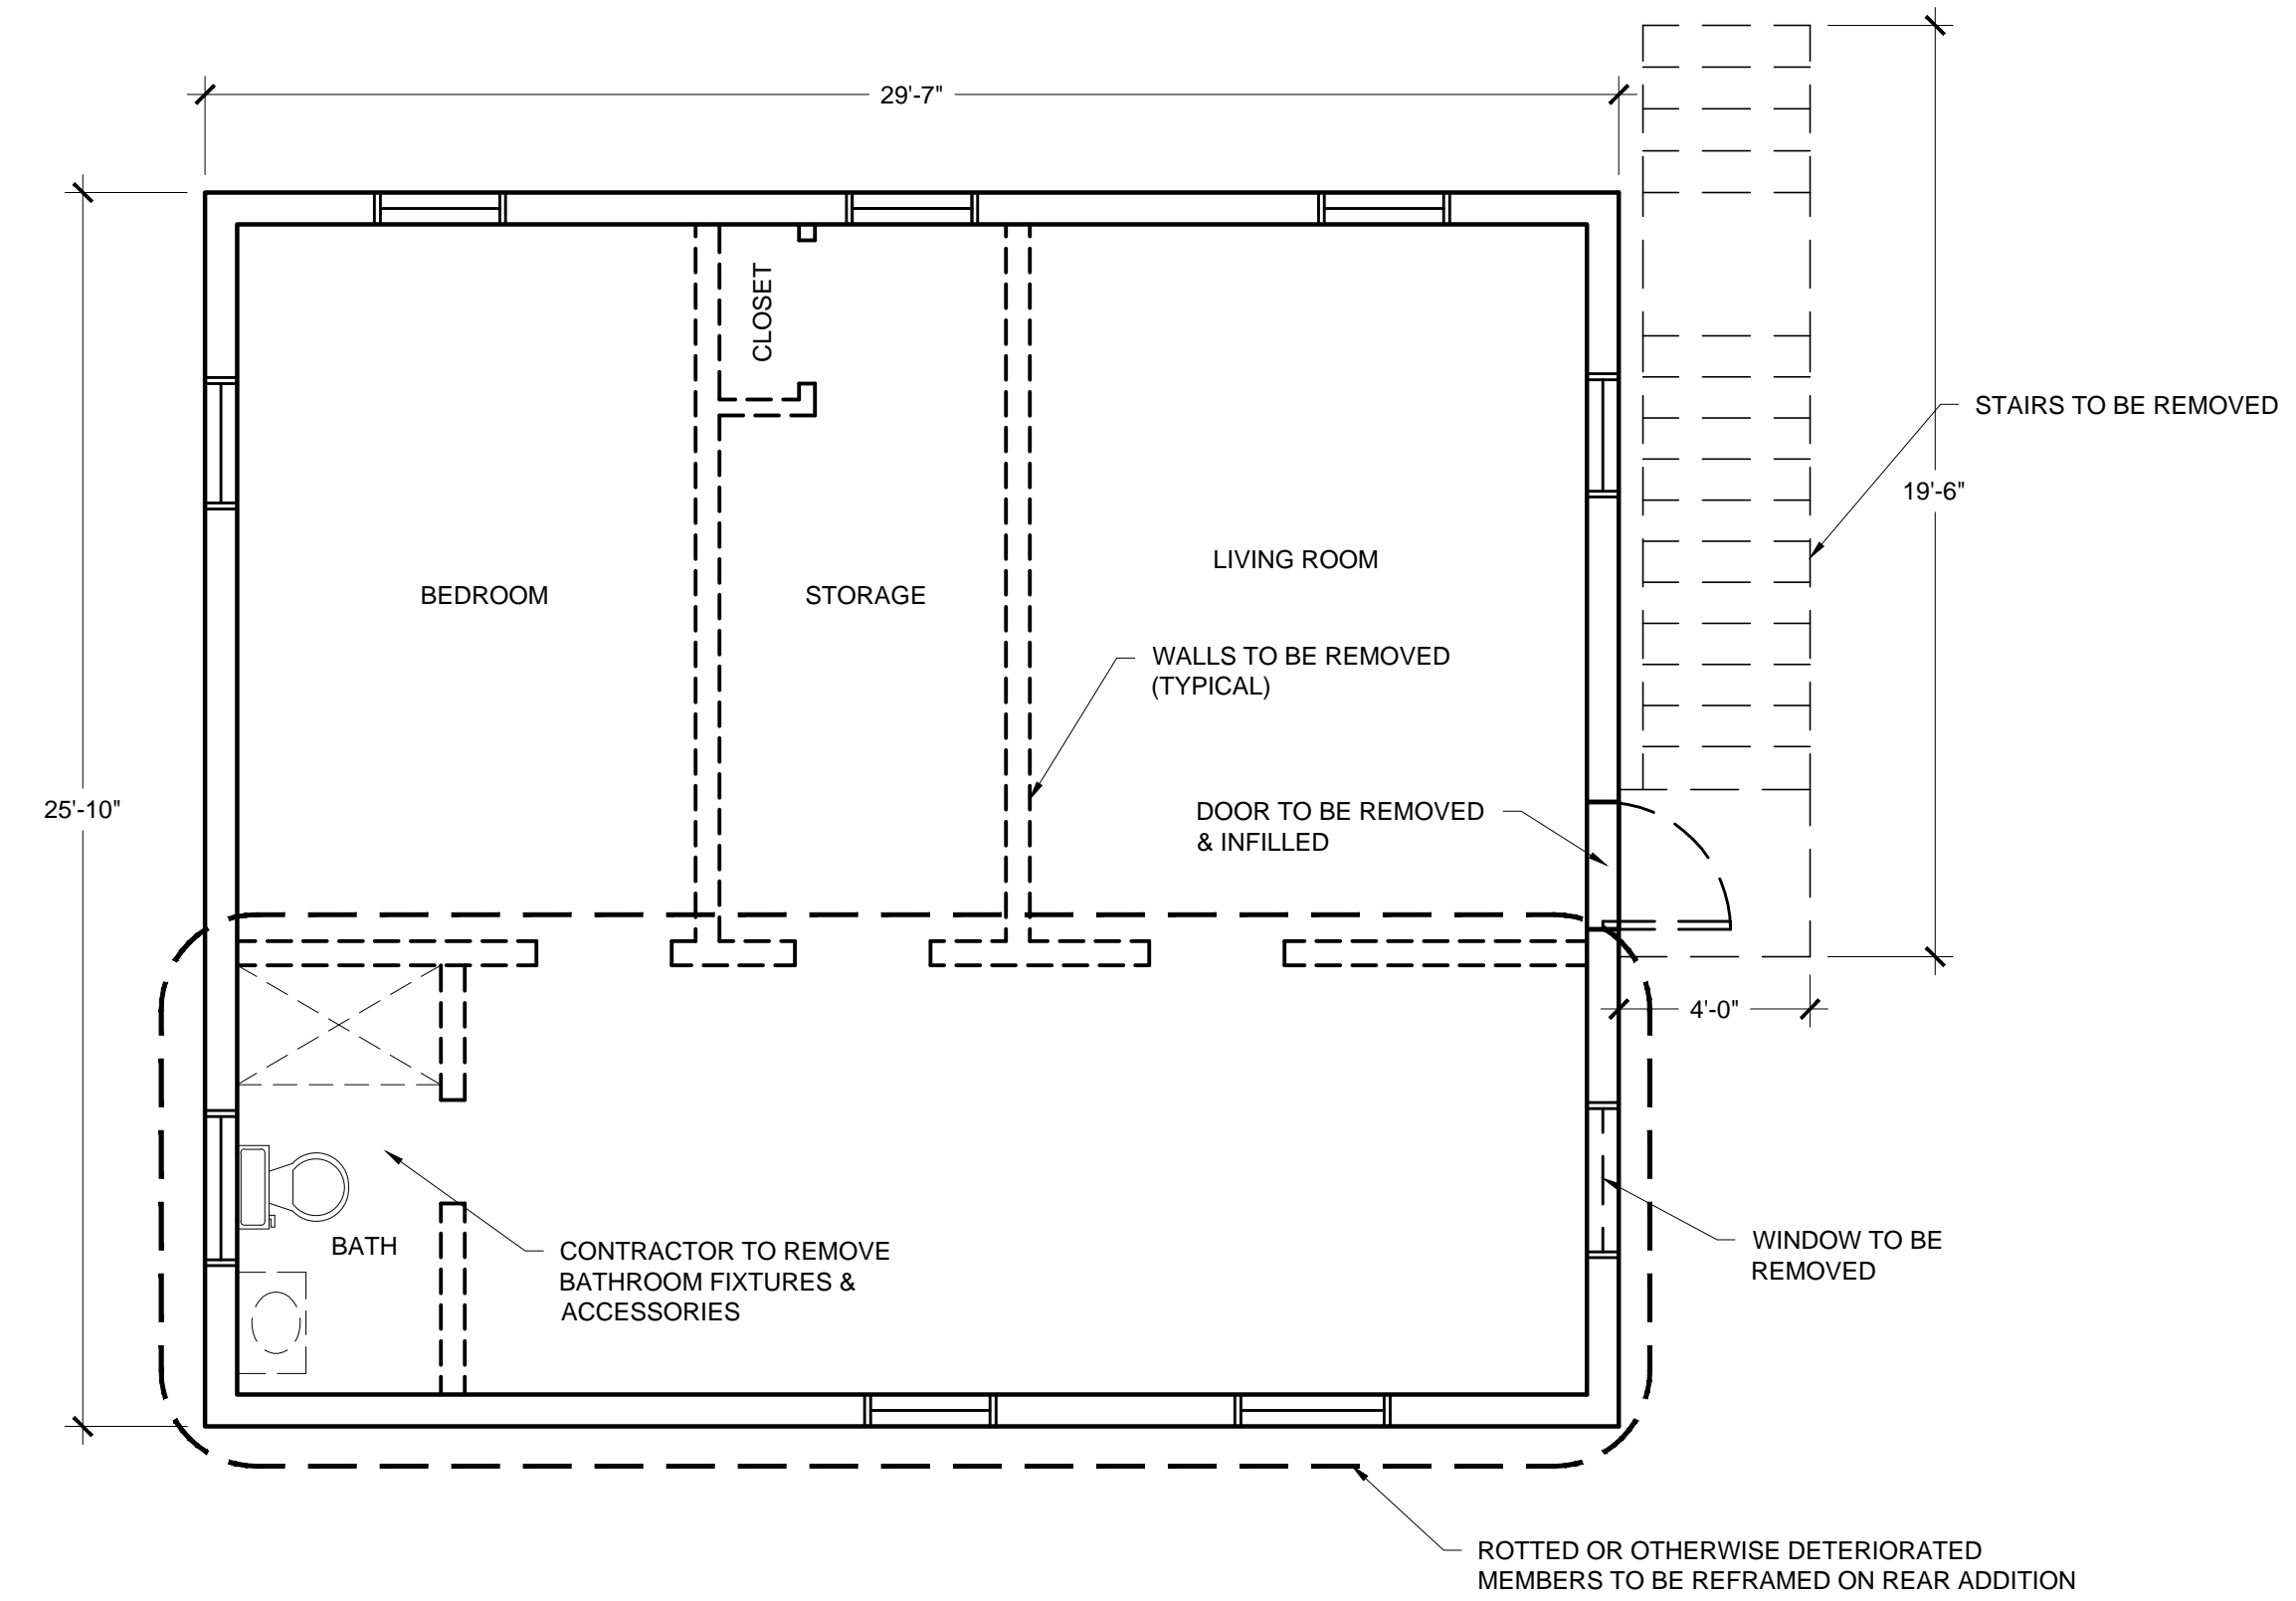 29'-7"
CLOSET
STAIRS TO BE REMOVED
19'-6"
LIVING ROOM
BEDROOM
STORAGE
WALLS TO BE REMOVED
(TYPICAL)
25'-10"
DOOR TO BE REMOVED
& INFILLED
4'-0"
BATH
CONTRACTOR TO REMOVE
BATHROOM FIXTURES &
ACCESSORIES
WINDOW TO BE
REMOVED
ROTTED OR OTHERWISE DETERIORATED
MEMBERS TO BE REFRAMED ON REAR ADDITION